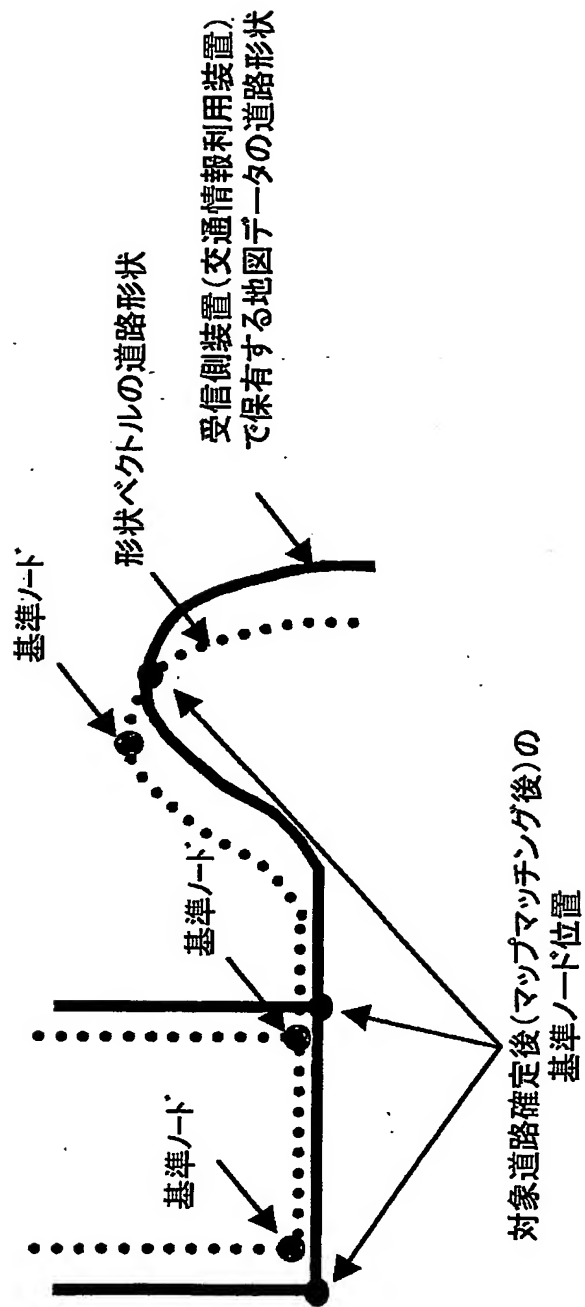 基準ノード
形状ベクトルの道路形状
受信側装置(交通情報利用装置)
で保有する地図データの道路形状
基準ノード
基準ノード
対象道路確定後(マップマッチング後)の
基準ノード位置